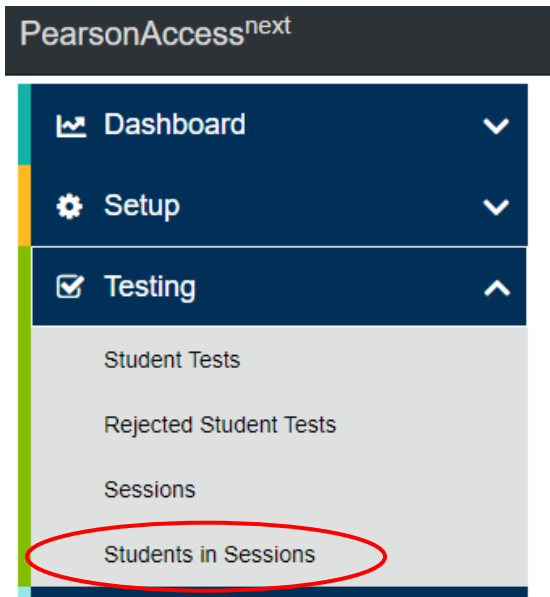 PearsonAccessnext
Dashboard
Setup
Testing
Student Tests
Rejected Student Tests
Sessions
Students in Sessions